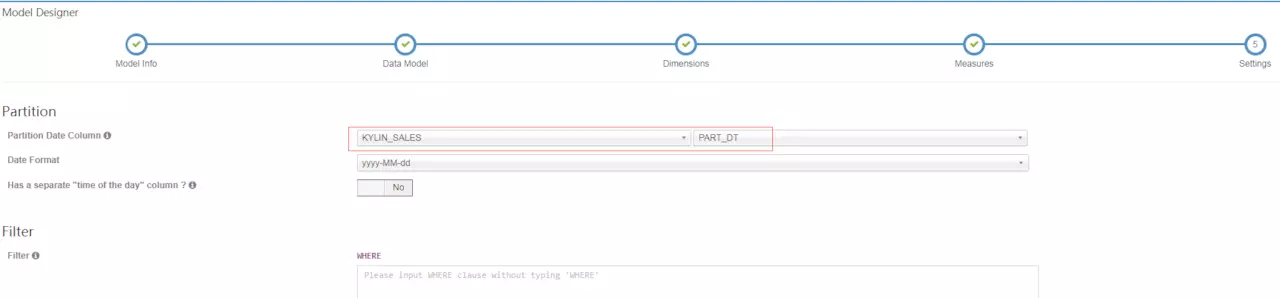 Model Designer
5
Model Info Data Model Dimensions Measures Settings
Partition
Partition Date Column KYLIN_SALES PART_DT
Date Format yyyy-MM-dd
Has a separate "time of the day" column ? No
Filter
Filter WHERE
Please input WHERE clause without typing 'WHERE'